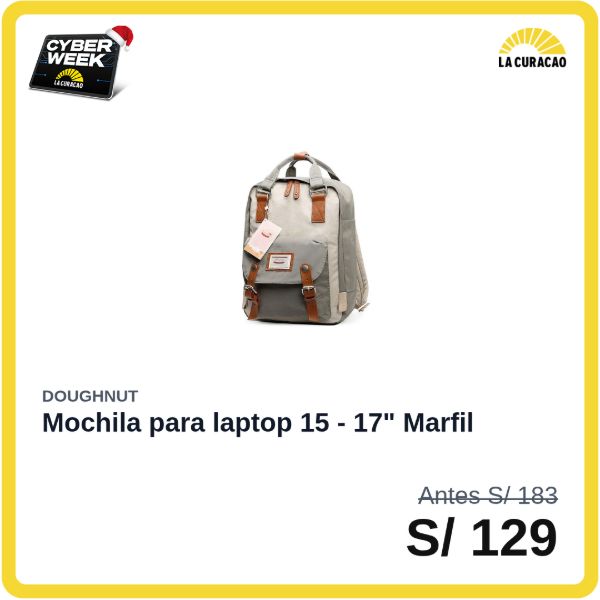 CYBER
WEEK
LA CURACAO
LA CURACAO
DOUGHNUT
Mochila para laptop 15 - 17" Marfil
Antes S/ 183
S/ 129